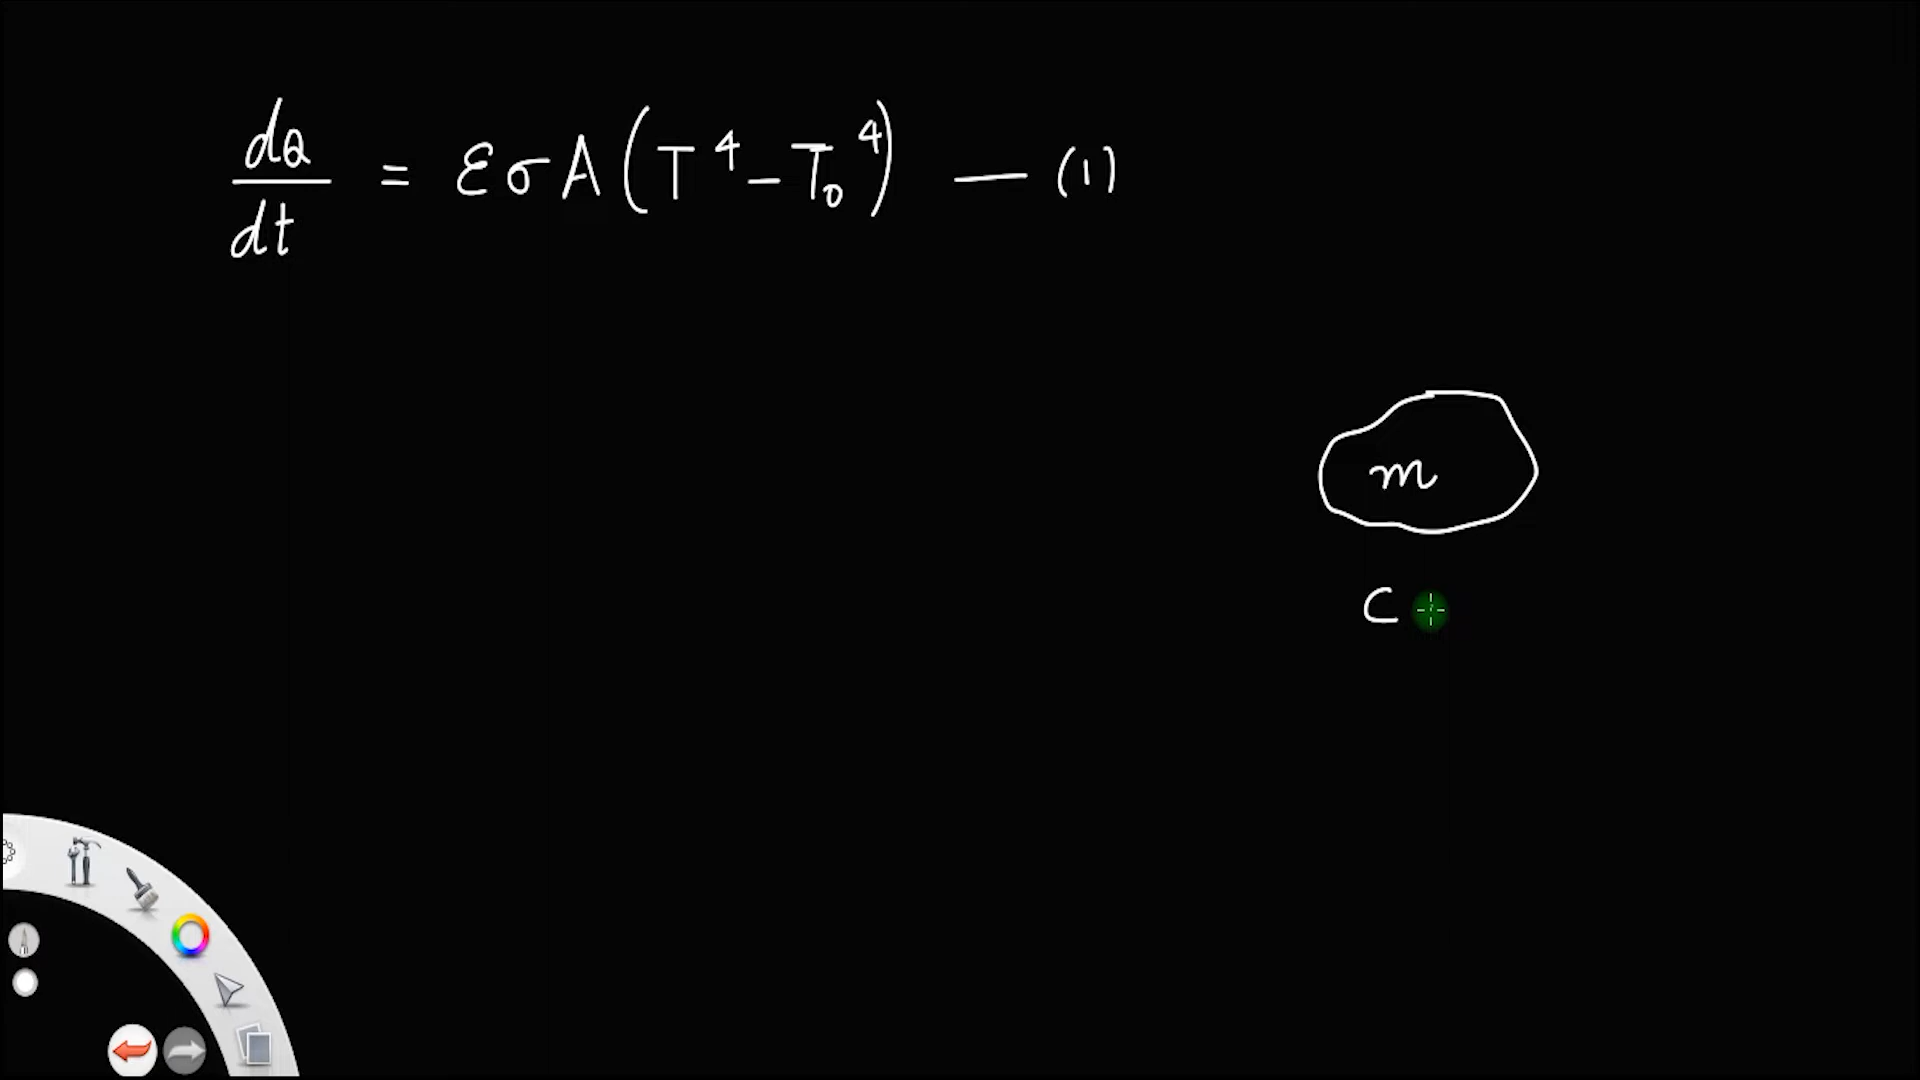 dQ/dt = εσA(T⁴ - T₀⁴) — (1)
m
c